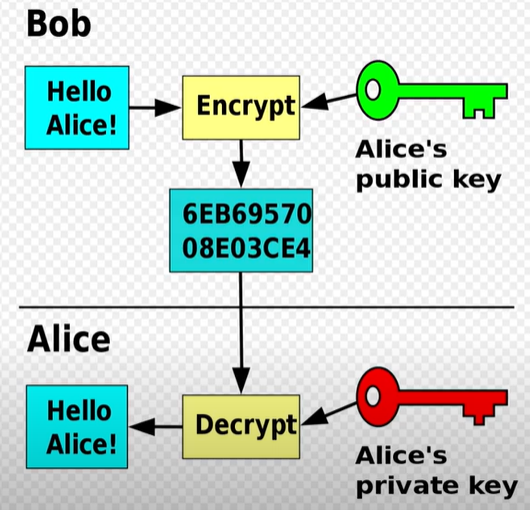 Bob
Hello
Alice!
Encrypt
Alice's
public key
6EB69570
08E03CE4
Alice
Hello
Alice!
Decrypt
Alice's
private key